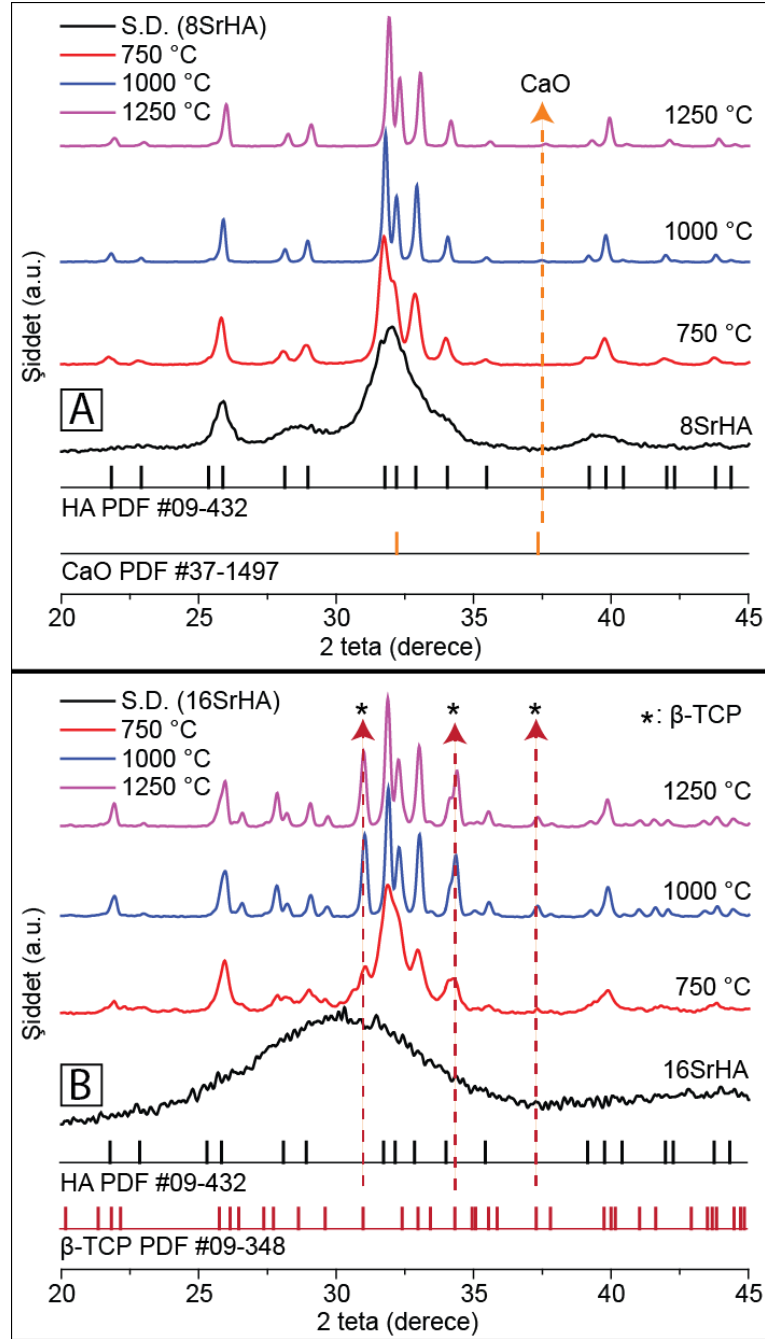 S.D. (8SrHA)
750 °C
1000 °C
1250 °C
CaO
1250 °C
1000 °C
750 °C
8SrHA
Şiddet (a.u.)
A
HA PDF #09-432
CaO PDF #37-1497
20 25 30 35 40 45
2 teta (derece)
S.D. (16SrHA)
750 °C
1000 °C
1250 °C
* * *
*: β-TCP
1250 °C
1000 °C
750 °C
16SrHA
Şiddet (a.u.)
B
HA PDF #09-432
β-TCP PDF #09-348
20 25 30 35 40 45
2 teta (derece)